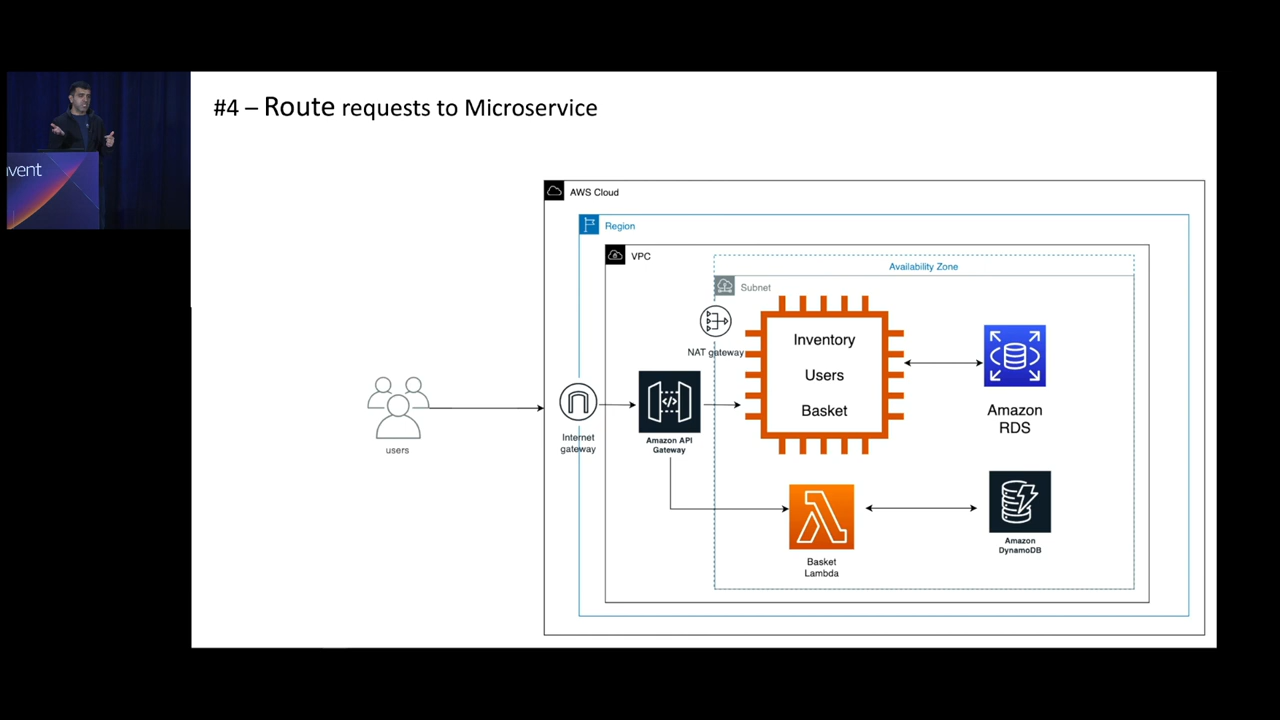 #4 – Route requests to Microservice
nvent
AWS Cloud
Region
VPC
Availability Zone
Subnet
NAT gateway
Inventory
Users
Basket
Amazon
RDS
Internet
gateway
Amazon API
Gateway
users
Basket
Lambda
Amazon
DynamoDB